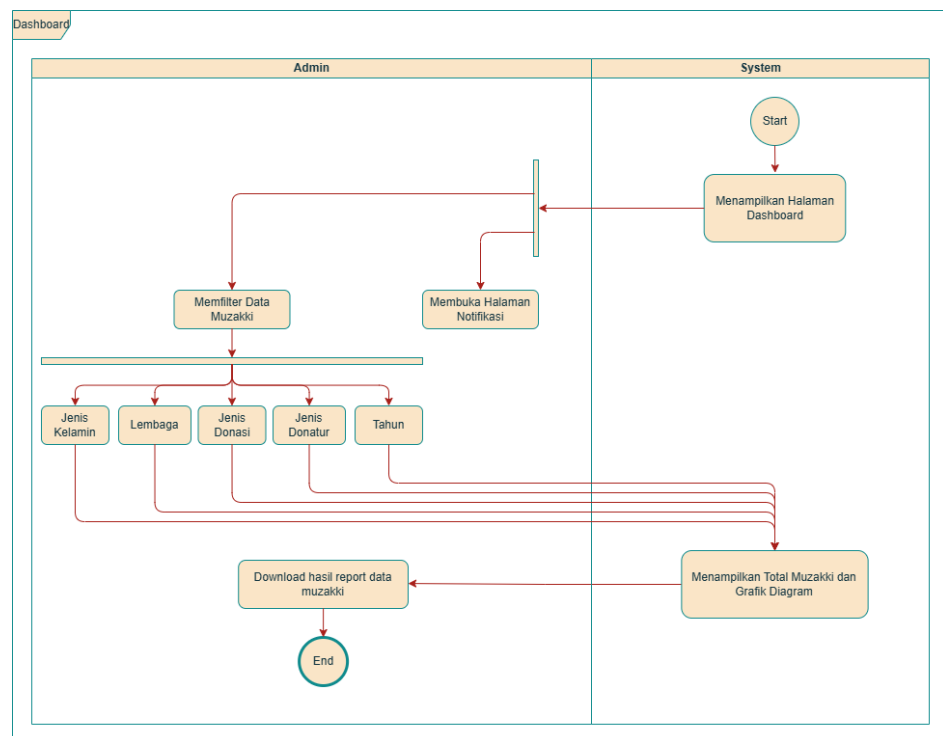 Dashboard
Admin
System
Start
Menampilkan Halaman
Dashboard
Memfilter Data
Muzakki
Membuka Halaman
Notifikasi
Jenis
Kelamin
Lembaga
Jenis
Donasi
Jenis
Donatur
Tahun
Download hasil report data
muzakki
Menampilkan Total Muzakki dan
Grafik Diagram
End